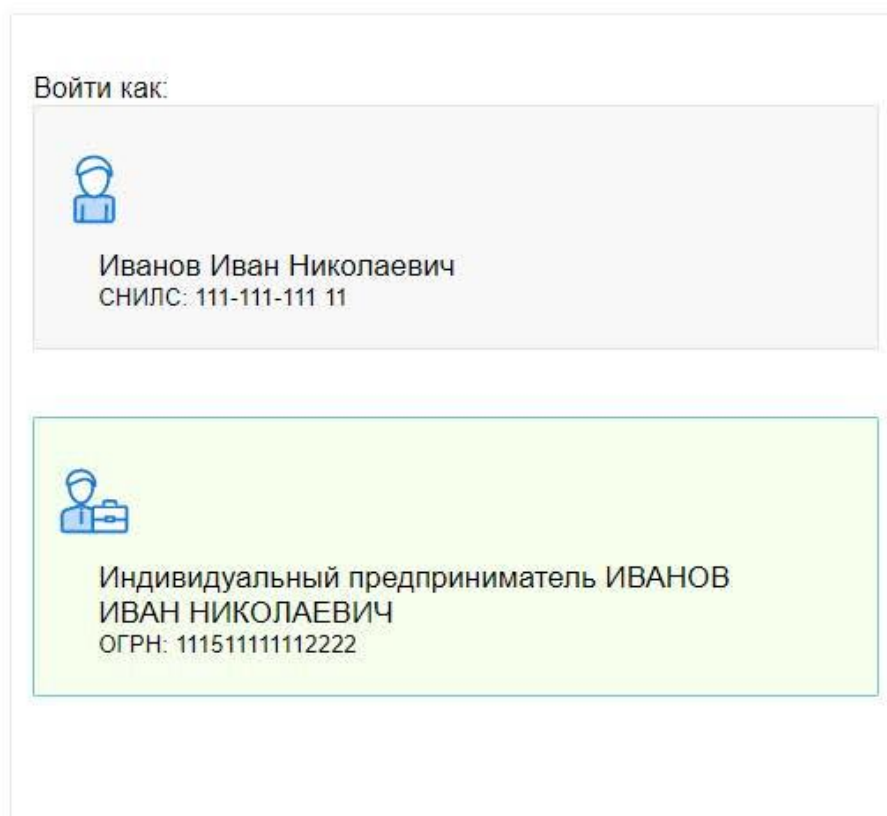 Войти как:
Иванов Иван Николаевич
СНИЛС: 111-111-111 11
Индивидуальный предприниматель ИВАНОВ
ИВАН НИКОЛАЕВИЧ
ОГРН: 111511111112222